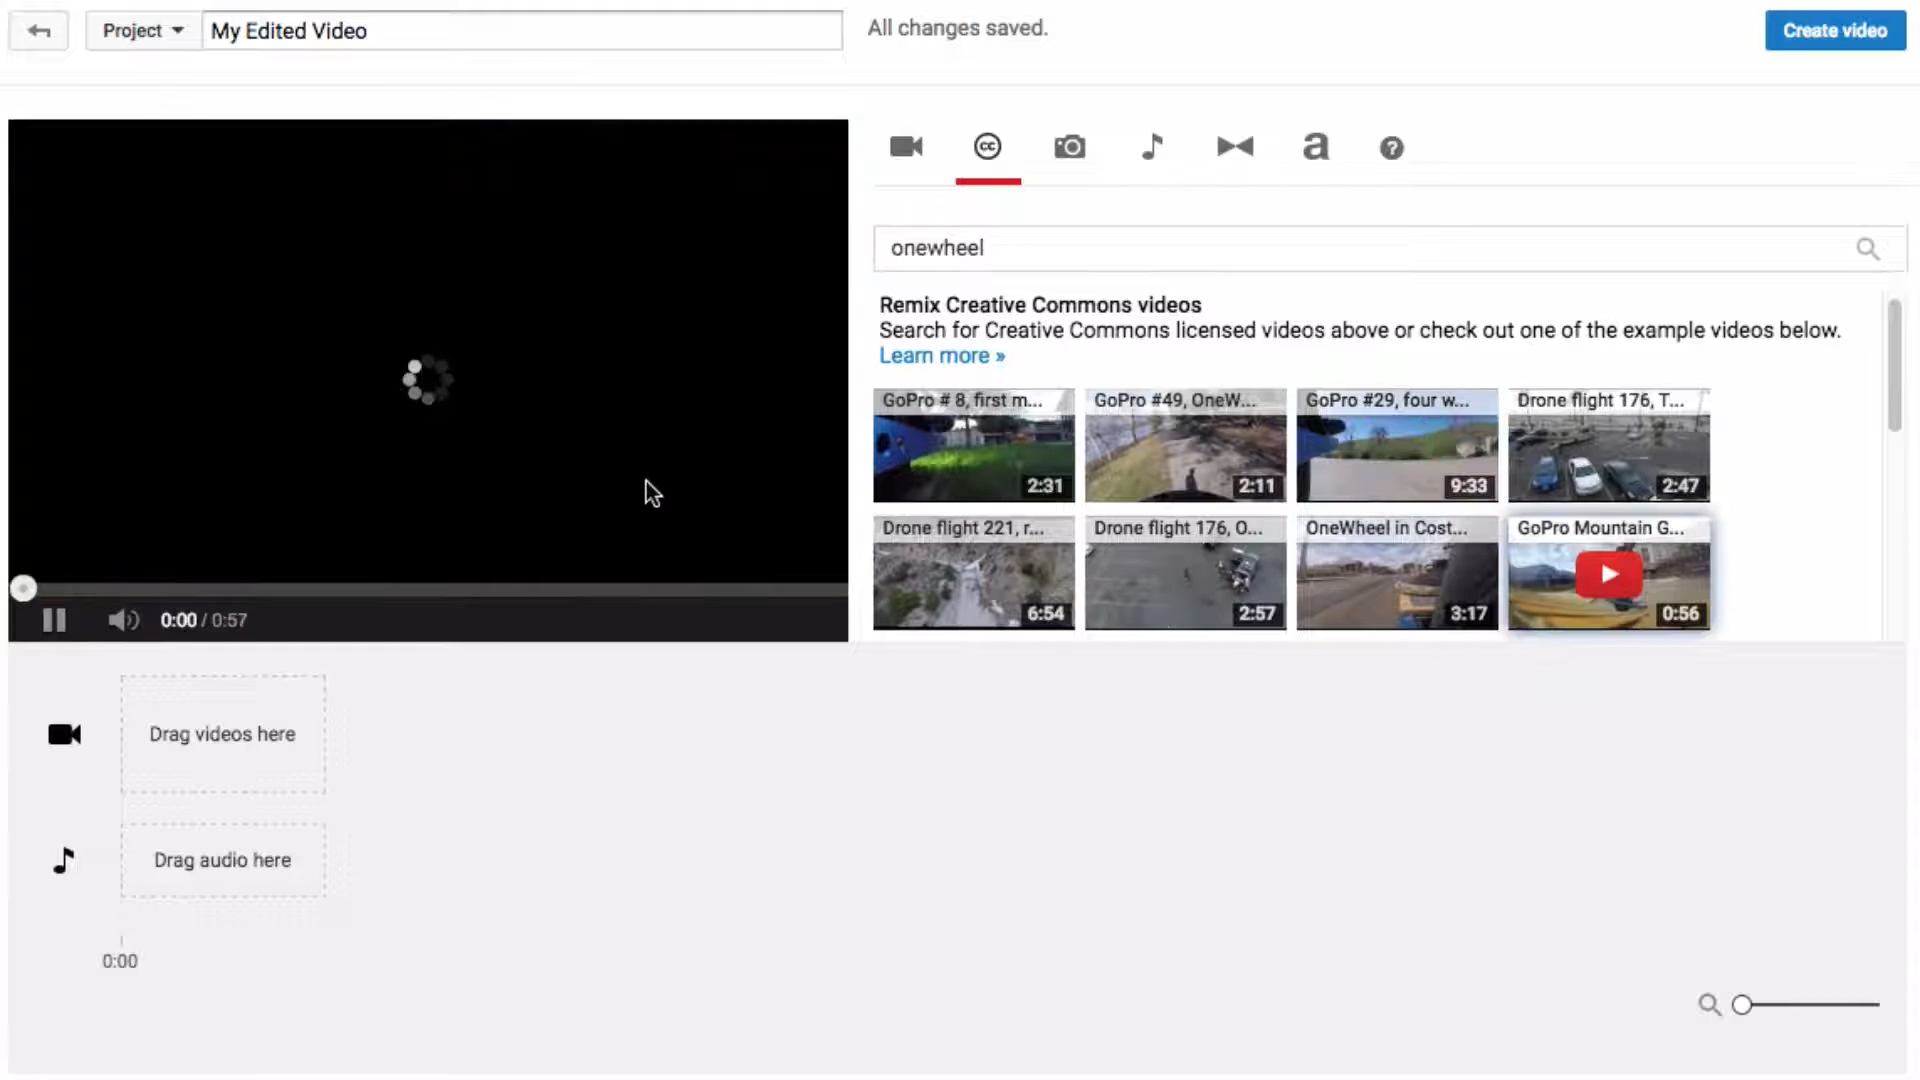 Project
My Edited Video
All changes saved.
Create video
cc
a
?
onewheel
Remix Creative Commons videos
Search for Creative Commons licensed videos above or check out one of the example videos below.
Learn more »
GoPro # 8, first m...
2:31
GoPro #49, OneW...
2:11
GoPro #29, four w...
9:33
Drone flight 176, T...
2:47
Drone flight 221, r...
6:54
Drone flight 176, O...
2:57
OneWheel in Cost...
3:17
GoPro Mountain G...
0:56
0:00 / 0:57
Drag videos here
Drag audio here
0:00